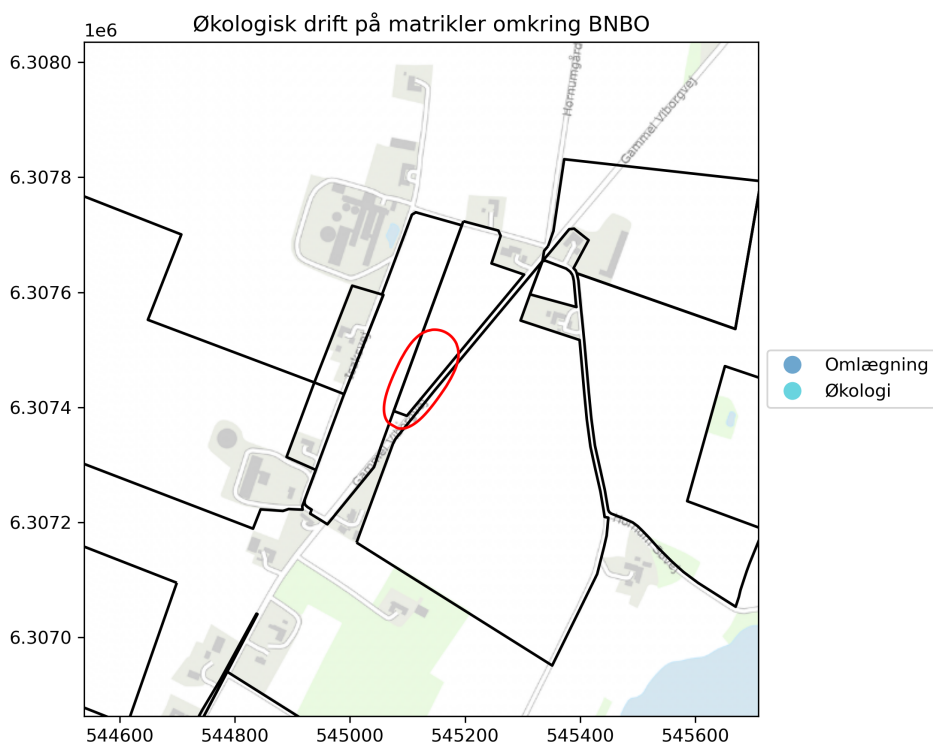 Økologisk drift på matrikler omkring BNBO
1e6
6.3080
6.3078
6.3076
6.3074
6.3072
6.3070
544600 544800 545000 545200 545400 545600
Hornumgård
Gammel Viborgvej
Omlægning
Økologi